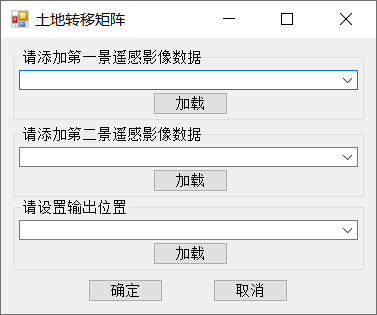 土地转移矩阵
请添加第一景遥感影像数据
加载
请添加第二景遥感影像数据
加载
请设置输出位置
加载
确定 取消